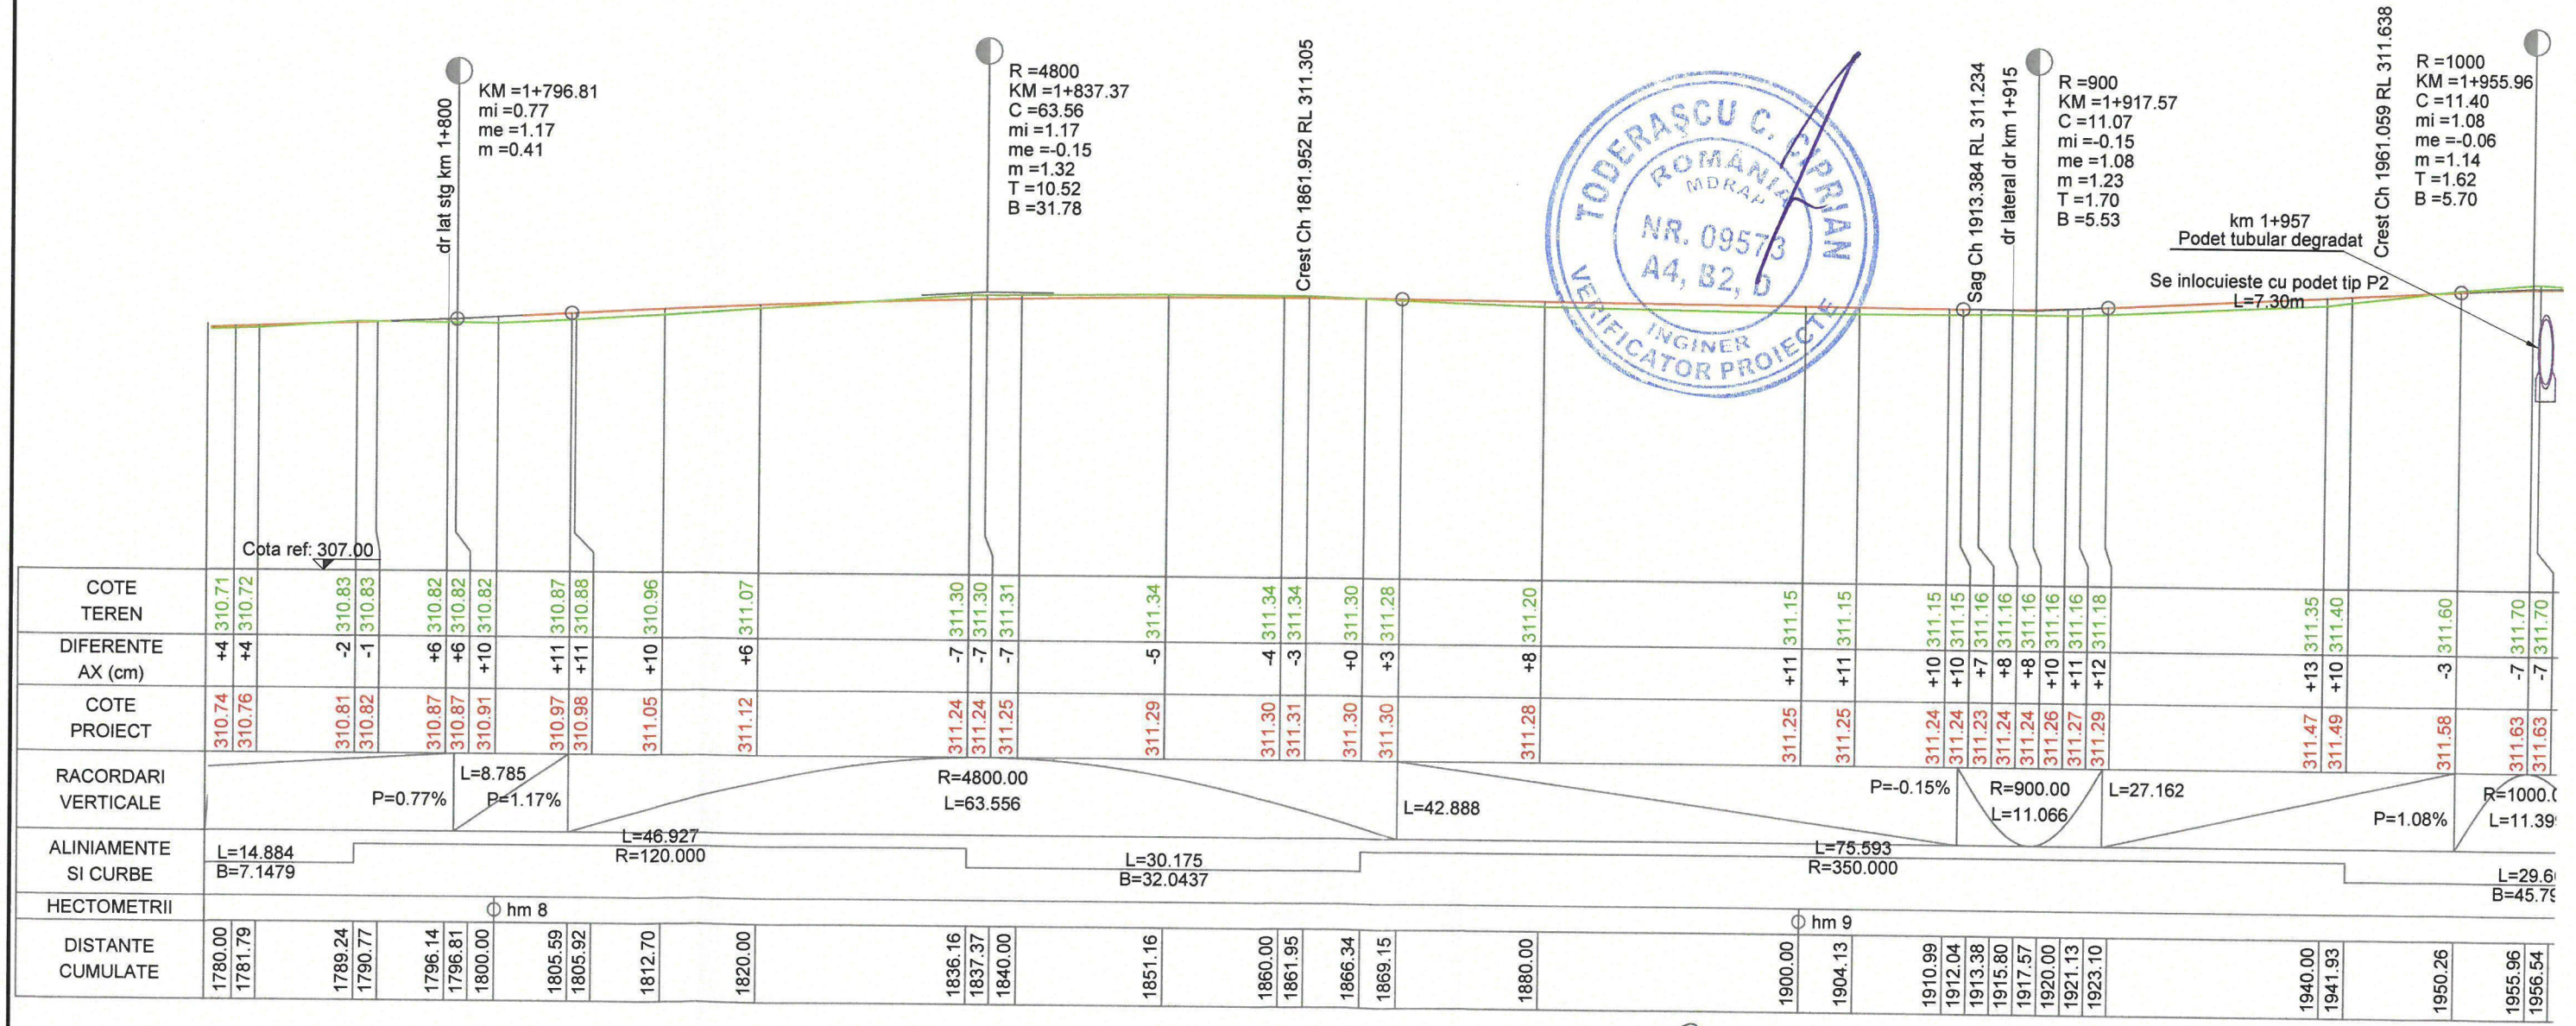 dr lat stg km 1+800
KM =1+796.81
mi =0.77
me =1.17
m =0.41
R =4800
KM =1+837.37
C =63.56
mi =1.17
me =-0.15
m =1.32
T =10.52
B =31.78
Crest Ch 1861.952 RL 311.305
TODERAȘCU C. CIPRIAN
ROMÂNIA
MDRAP
NR. 09573
A4, B2, D
INGINER
VERIFICATOR PROIECTE
Sag Ch 1913.384 RL 311.234
dr lateral dr km 1+915
R =900
KM =1+917.57
C =11.07
mi =-0.15
me =1.08
m =1.23
T =1.70
B =5.53
km 1+957
Podet tubular degradat
Se inlocuieste cu podet tip P2
L=7.30m
Crest Ch 1961.059 RL 311.638
R =1000
KM =1+955.96
C =11.40
mi =1.08
me =-0.06
m =1.14
T =1.62
B =5.70
Cota ref: 307.00
COTE
TEREN
310.71 310.72 310.83 310.83 310.82 310.82 310.82 310.87 310.88 310.96 311.07 311.30 311.30 311.31 311.34 311.34 311.34 311.30 311.28 311.20 311.15 311.15 311.15 311.15 311.16 311.16 311.16 311.16 311.16 311.18 311.35 311.40 311.60 311.70 311.70
DIFERENTE
AX (cm)
+4 +4 -2 -1 +6 +6 +10 +11 +11 +10 +6 -7 -7 -7 -5 -4 -3 +0 +3 +8 +11 +11 +10 +10 +7 +8 +8 +10 +11 +12 +13 +10 -3 -7 -7
COTE
PROIECT
310.74 310.76 310.81 310.82 310.87 310.87 310.91 310.97 310.98 311.05 311.12 311.24 311.24 311.25 311.29 311.30 311.31 311.30 311.30 311.28 311.25 311.25 311.24 311.24 311.23 311.24 311.24 311.26 311.27 311.29 311.47 311.49 311.58 311.63 311.63
RACORDARI
VERTICALE
P=0.77%
L=8.785
P=1.17%
R=4800.00
L=63.556
L=42.888
P=-0.15%
R=900.00
L=11.066
L=27.162
P=1.08%
R=1000.0
L=11.39
ALINIAMENTE
SI CURBE
L=14.884
B=7.1479
L=46.927
R=120.000
L=30.175
B=32.0437
L=75.593
R=350.000
L=29.6
B=45.79
HECTOMETRII
hm 8
hm 9
DISTANTE
CUMULATE
1780.00 1781.79 1789.24 1790.77 1796.14 1796.81 1800.00 1805.59 1805.92 1812.70 1820.00 1836.16 1837.37 1840.00 1851.16 1860.00 1861.95 1866.34 1869.15 1880.00 1900.00 1904.13 1910.99 1912.04 1913.38 1915.80 1917.57 1920.00 1921.13 1923.10 1940.00 1941.93 1950.26 1955.96 1956.54